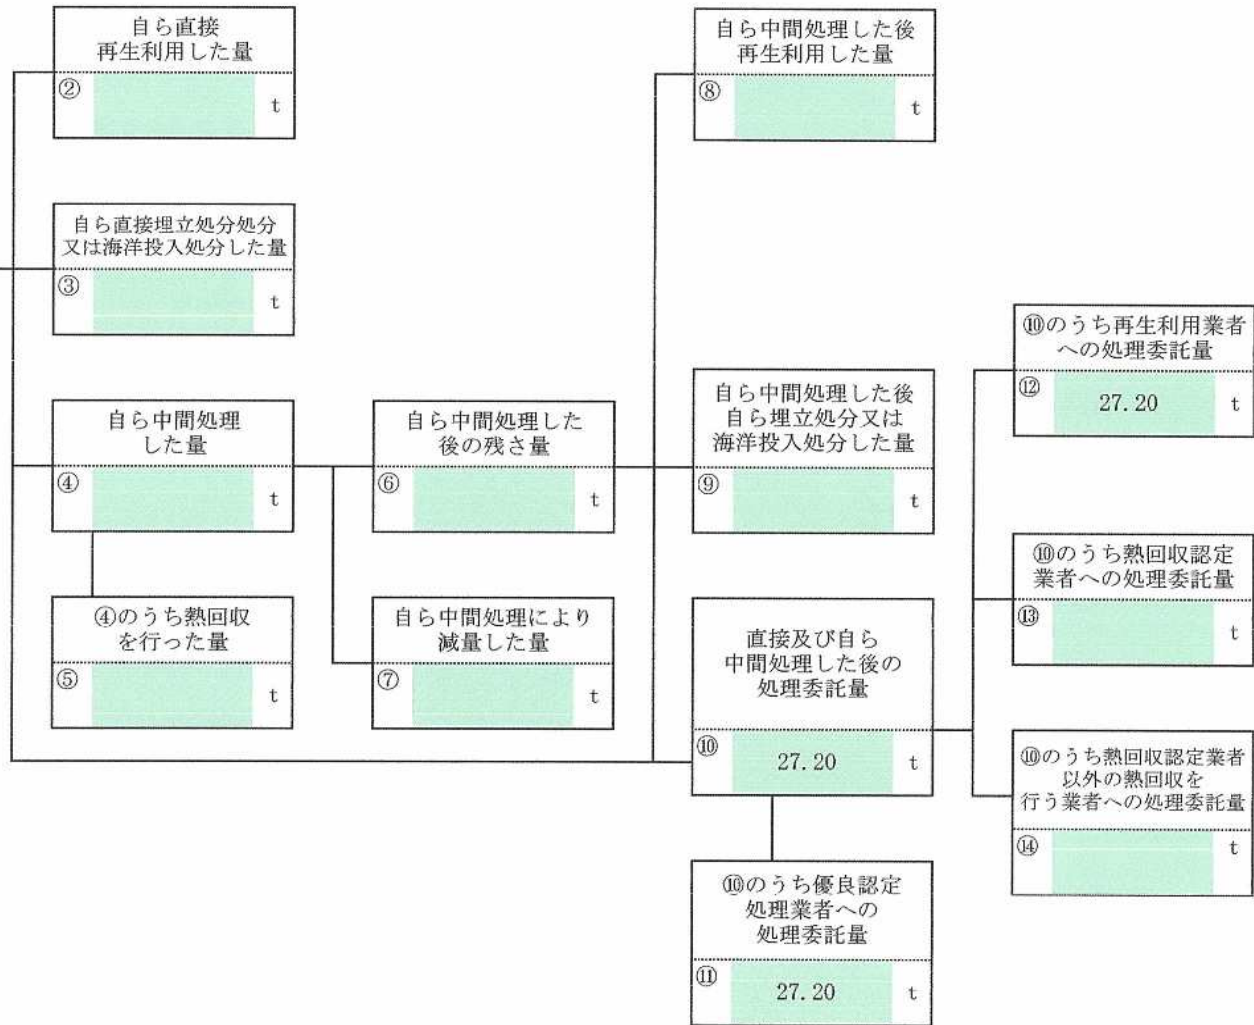 自ら直接
再生利用した量
②
t
自ら中間処理した後
再生利用した量
⑧
t
自ら直接埋立処分処分
又は海洋投入処分した量
③
t
⑩のうち再生利用業者
への処理委託量
⑫
27.20
t
自ら中間処理
した量
④
t
自ら中間処理した
後の残さ量
⑥
t
自ら中間処理した後
自ら埋立処分又は
海洋投入処分した量
⑨
t
⑩のうち熱回収認定
業者への処理委託量
⑬
t
④のうち熱回収
を行った量
⑤
t
自ら中間処理により
減量した量
⑦
t
直接及び自ら
中間処理した後の
処理委託量
⑩
27.20
t
⑩のうち熱回収認定業者
以外の熱回収を
行う業者への処理委託量
⑭
t
⑩のうち優良認定
処理業者への
処理委託量
⑪
27.20
t